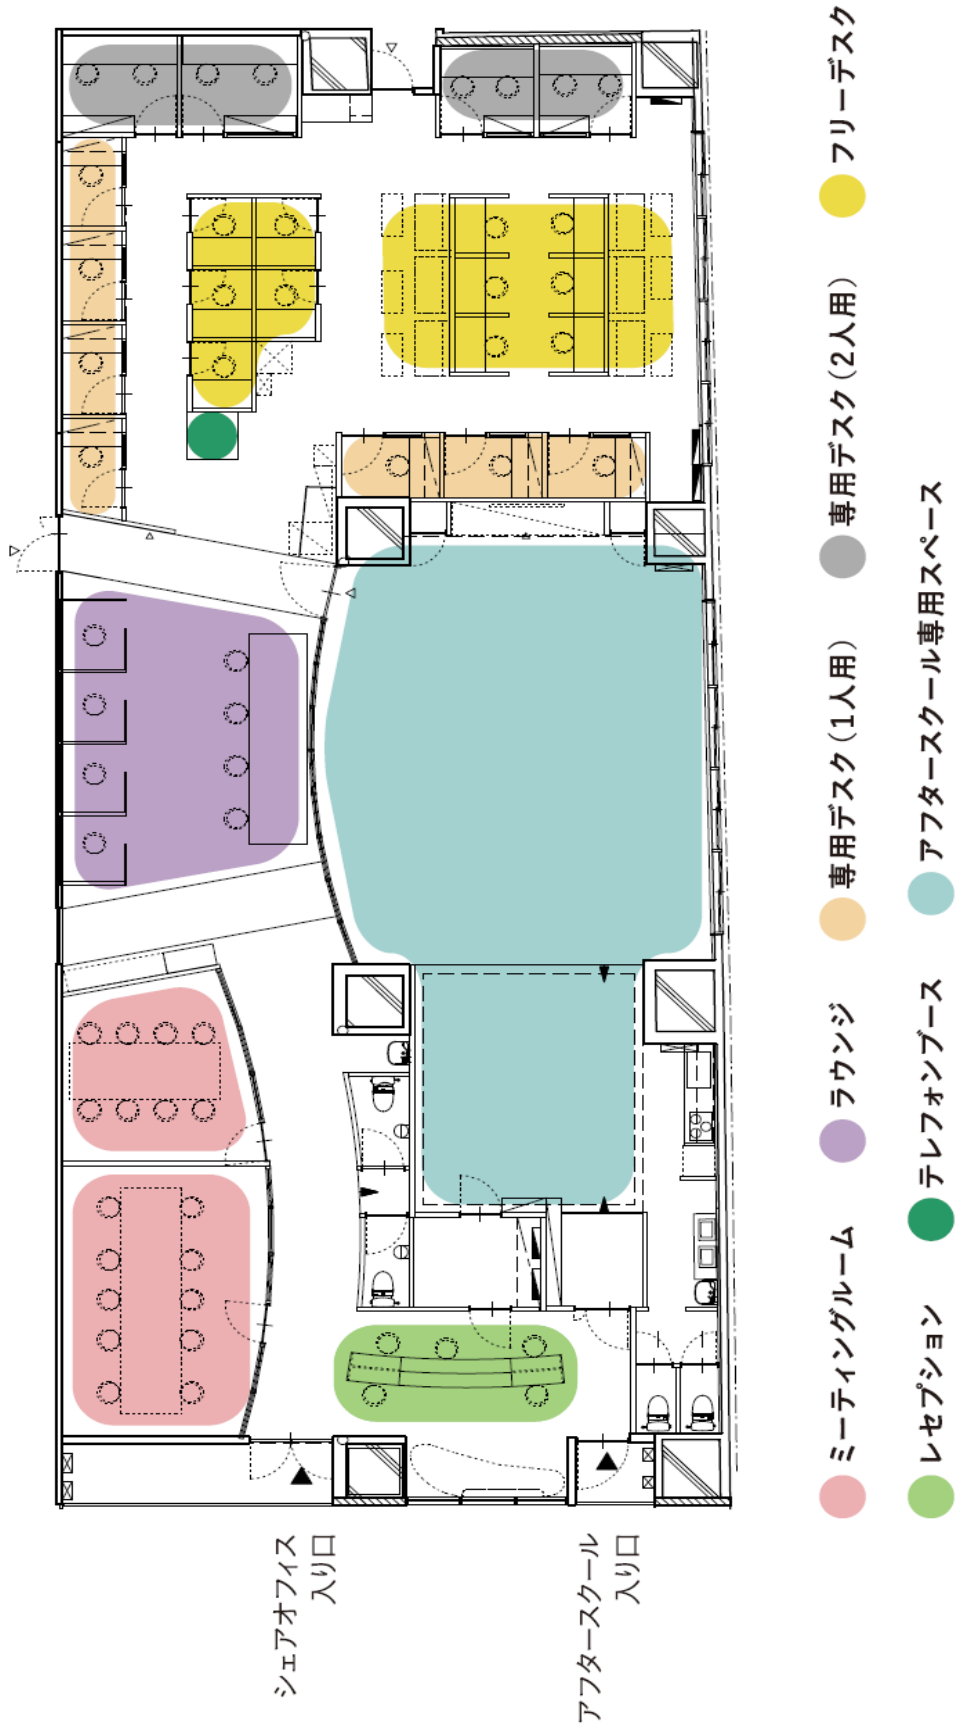 シェアオフィス
入り口
アフタースクール
入り口
ミーティングルーム
ラウンジ
専用デスク（1人用）
専用デスク（2人用）
フリーデスク
レセプション
テレフォンブース
アフタースクール専用スペース